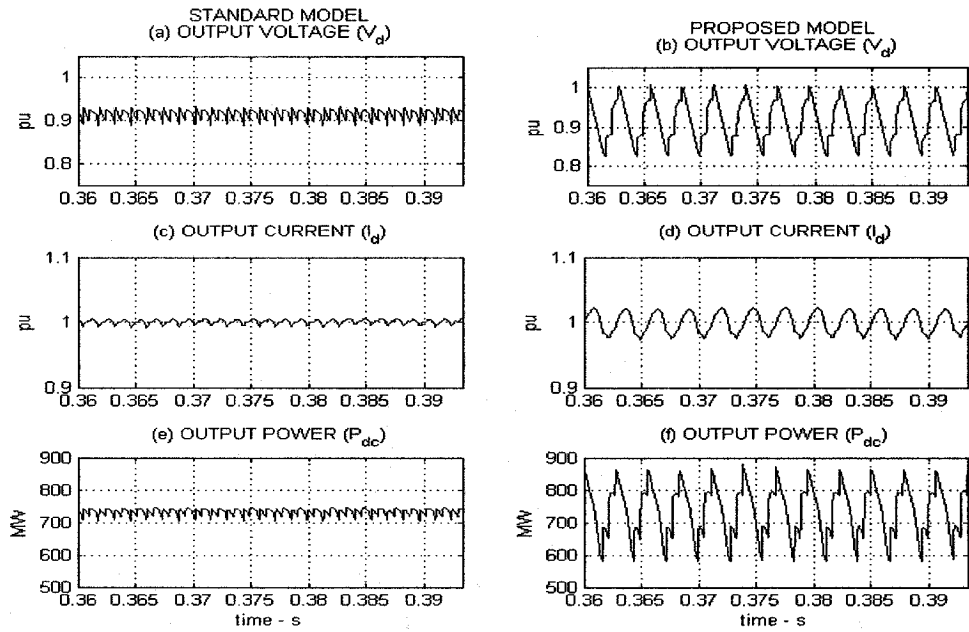 STANDARD MODEL
(a) OUTPUT VOLTAGE (V_d)
1
0.9
0.8
pu
0.36 0.365 0.37 0.375 0.38 0.385 0.39
PROPOSED MODEL
(b) OUTPUT VOLTAGE (V_d)
1
0.9
0.8
pu
0.36 0.365 0.37 0.375 0.38 0.385 0.39
(c) OUTPUT CURRENT (I_d)
1.1
1
0.9
pu
0.36 0.365 0.37 0.375 0.38 0.385 0.39
(d) OUTPUT CURRENT (I_d)
1.1
1
0.9
pu
0.36 0.365 0.37 0.375 0.38 0.385 0.39
(e) OUTPUT POWER (P_dc)
900
800
700
600
500
MW
0.36 0.365 0.37 0.375 0.38 0.385 0.39
time - s
(f) OUTPUT POWER (P_dc)
900
800
700
600
500
MW
0.36 0.365 0.37 0.375 0.38 0.385 0.39
time - s